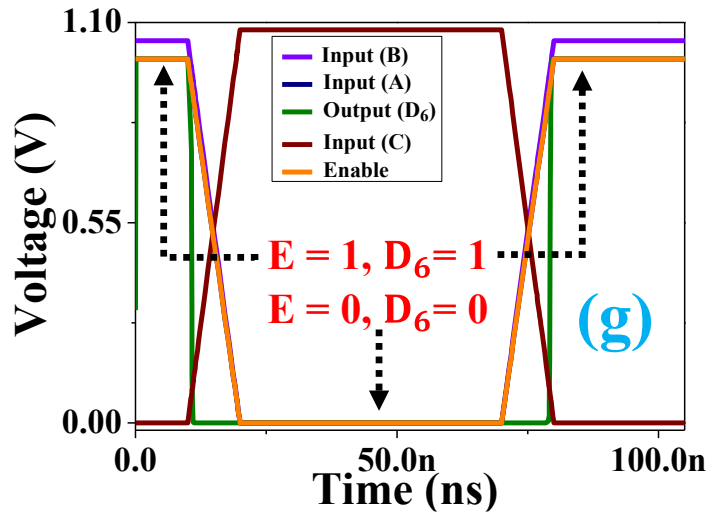 1.10
0.55
0.00
Voltage (V)
Input (B)
Input (A)
Output (D₆)
Input (C)
Enable
E = 1, D₆ = 1
E = 0, D₆ = 0
(g)
0.0
50.0n
100.0n
Time (ns)